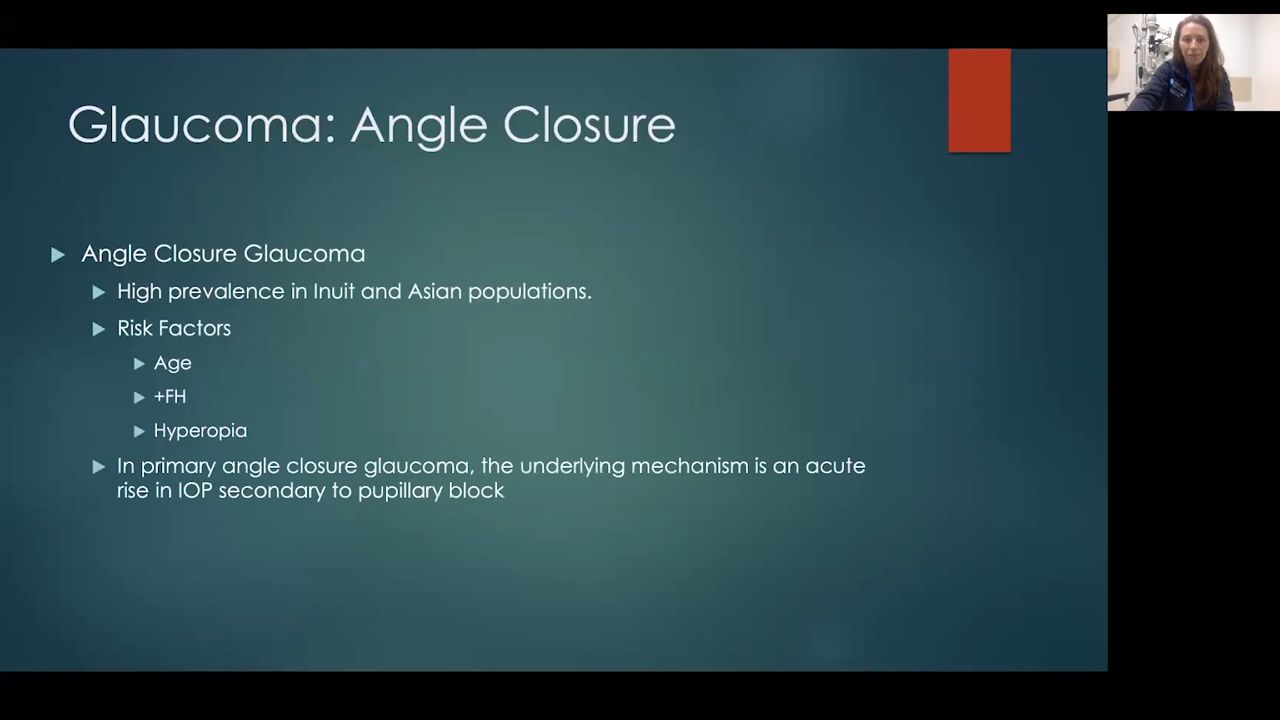 Glaucoma: Angle Closure
Angle Closure Glaucoma
High prevalence in Inuit and Asian populations.
Risk Factors
Age
+FH
Hyperopia
In primary angle closure glaucoma, the underlying mechanism is an acute
rise in IOP secondary to pupillary block